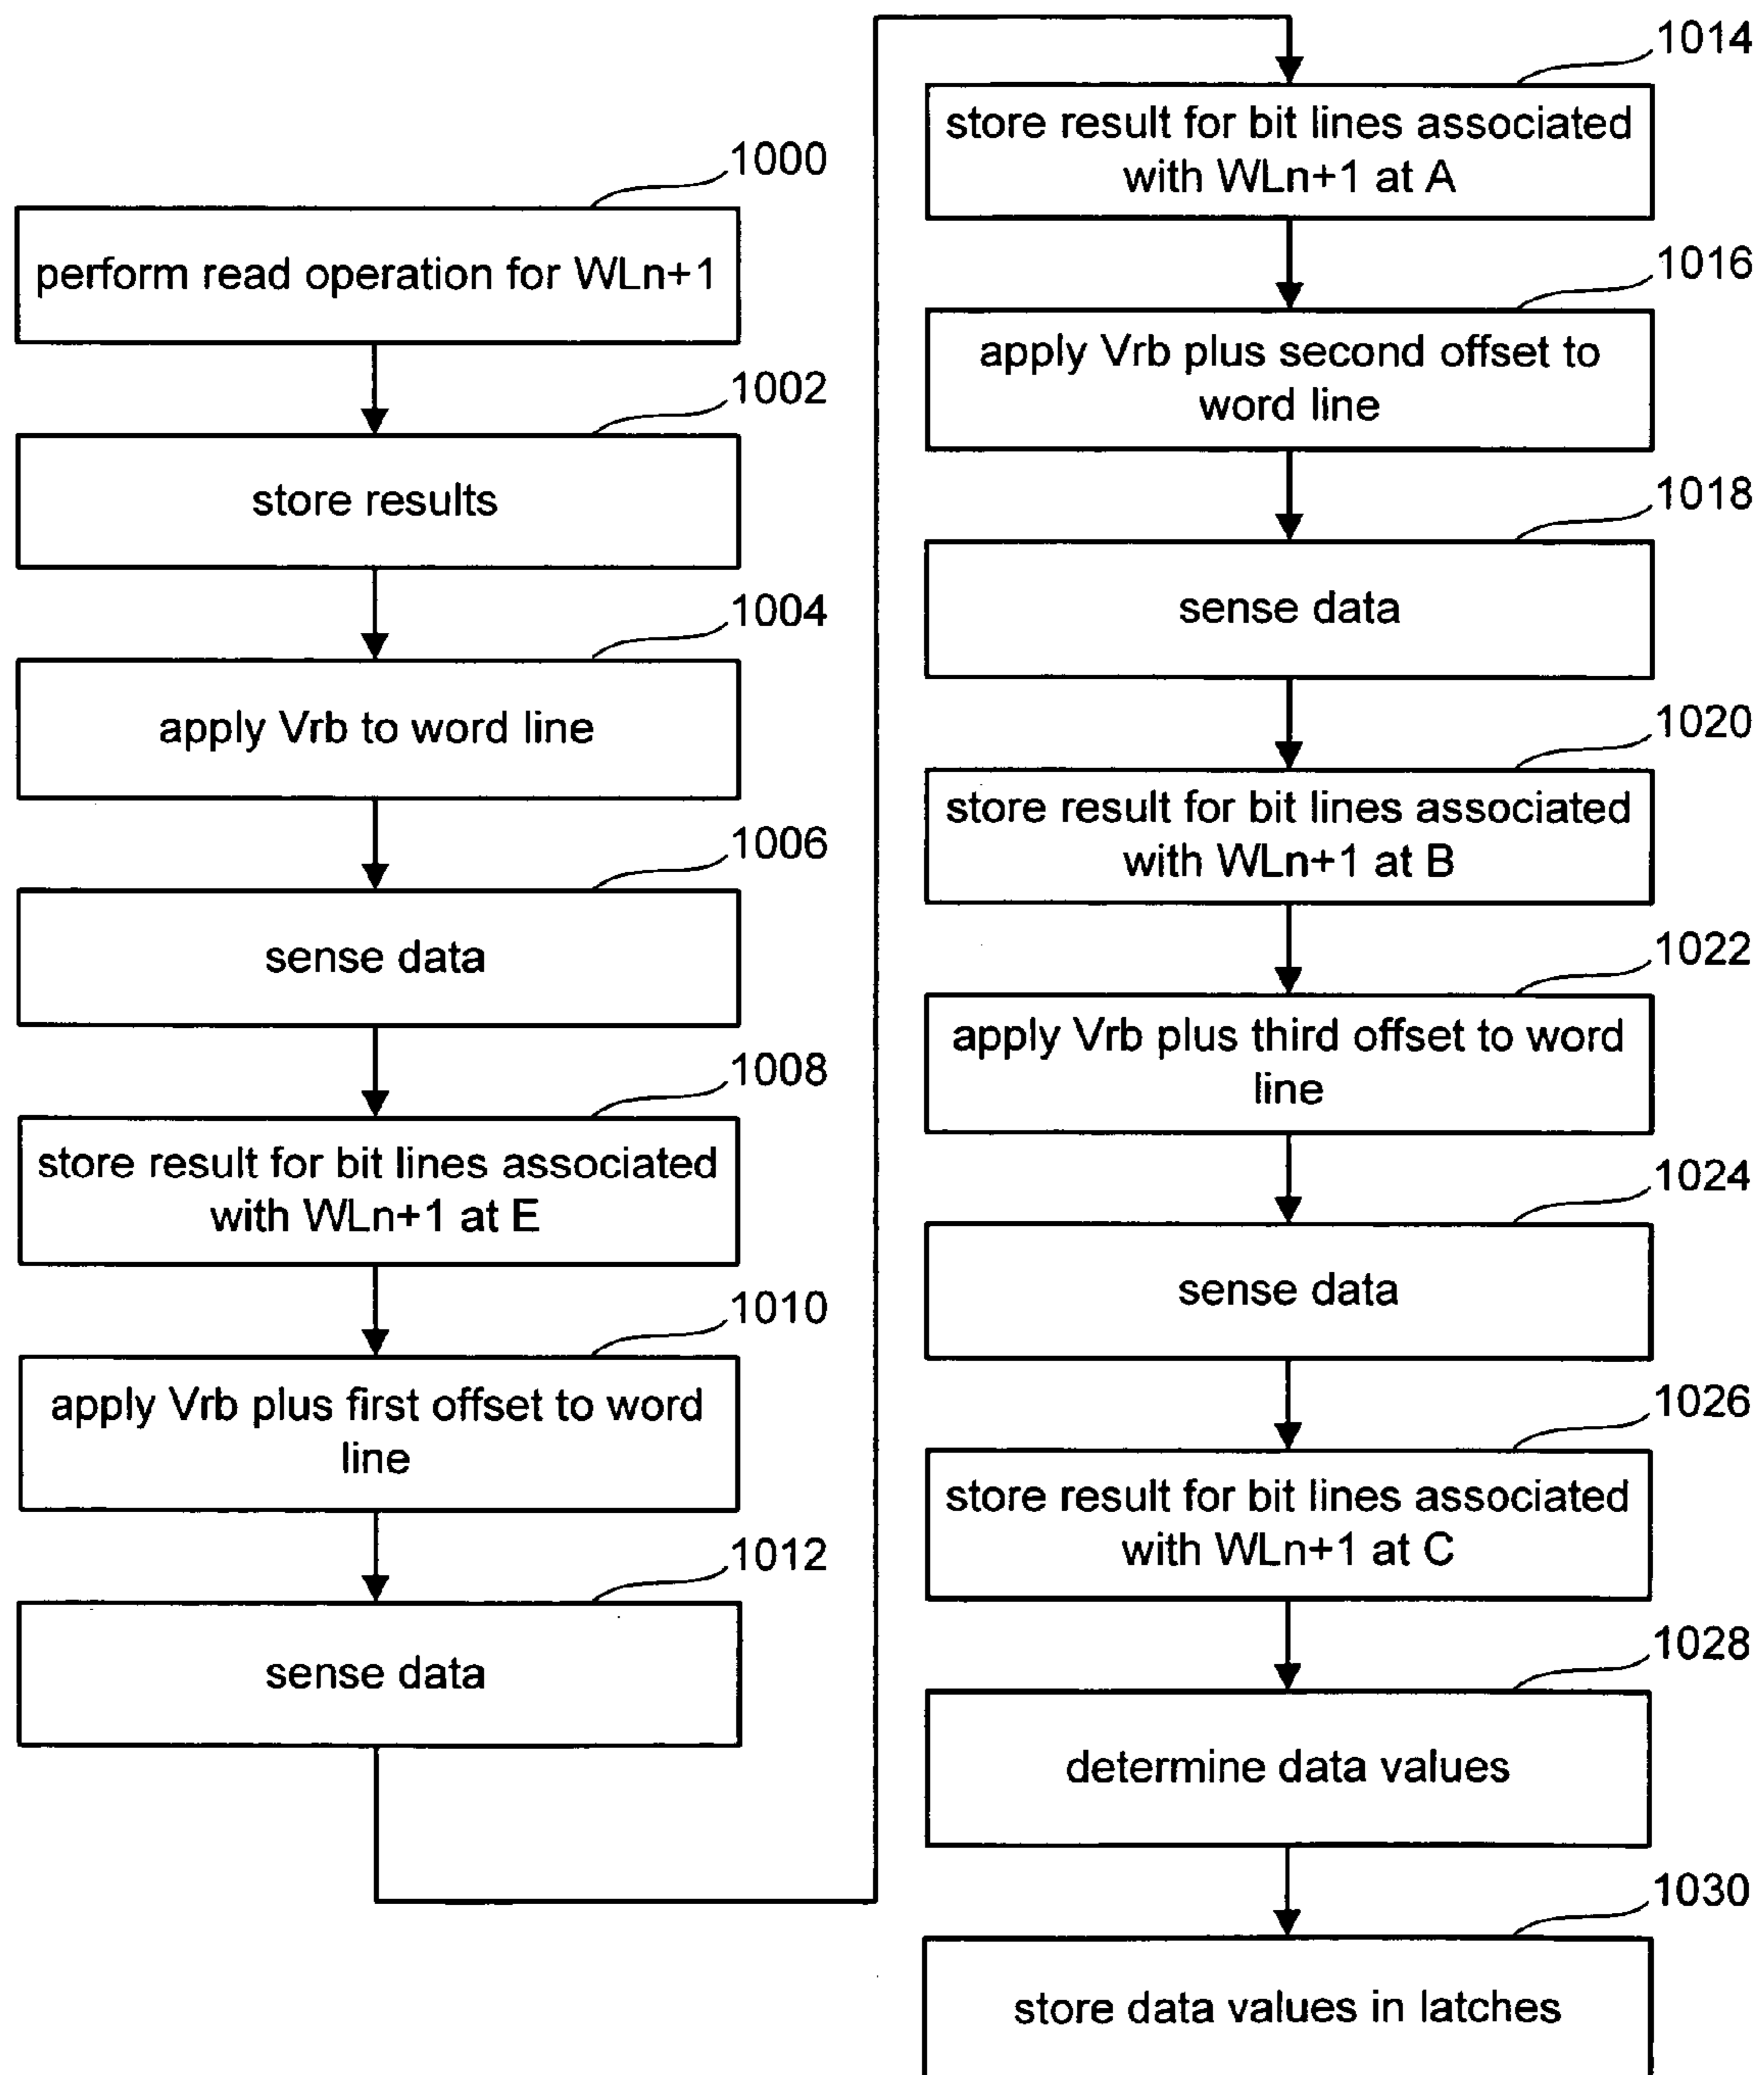 1000
perform read operation for WLn+1
1002
store results
1004
apply Vrb to word line
1006
sense data
1008
store result for bit lines associated
with WLn+1 at E
1010
apply Vrb plus first offset to word
line
1012
sense data
1014
store result for bit lines associated
with WLn+1 at A
1016
apply Vrb plus second offset to
word line
1018
sense data
1020
store result for bit lines associated
with WLn+1 at B
1022
apply Vrb plus third offset to word
line
1024
sense data
1026
store result for bit lines associated
with WLn+1 at C
1028
determine data values
1030
store data values in latches